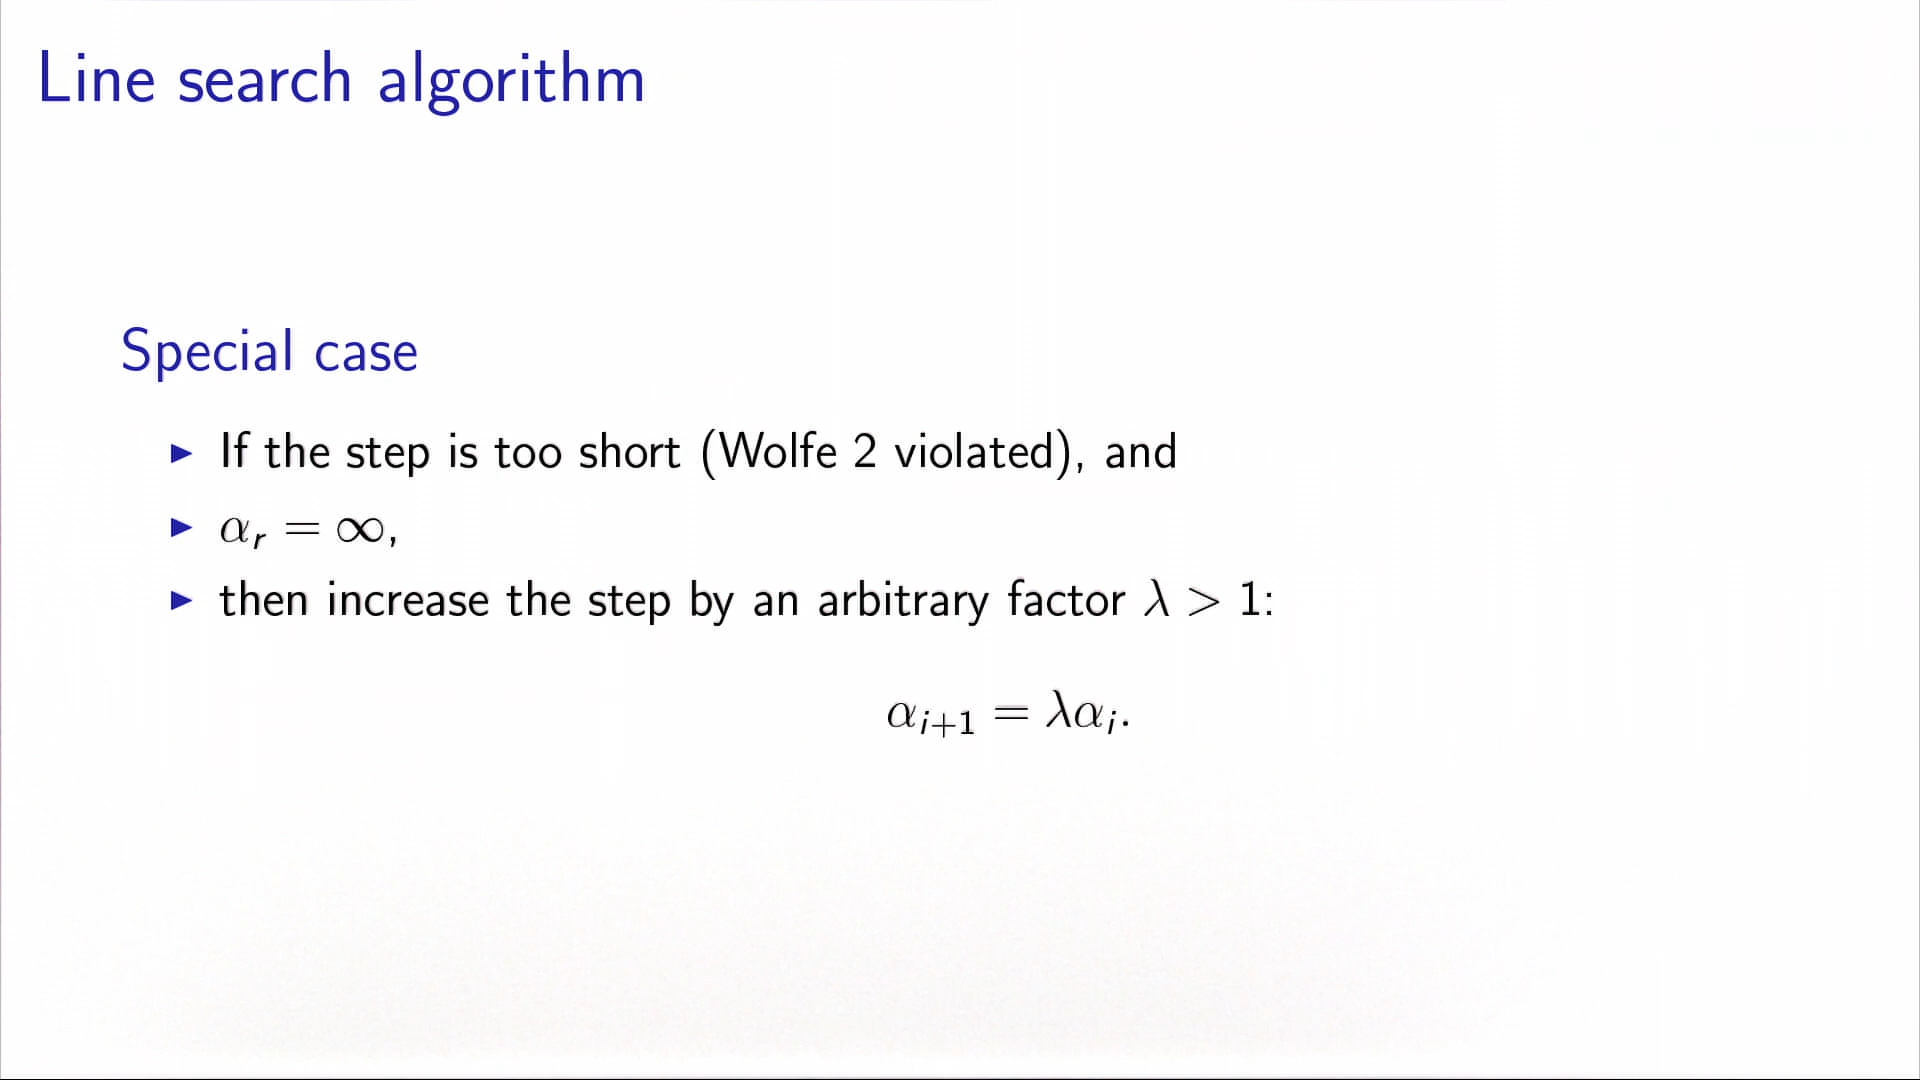 Line search algorithm
Special case
▶ If the step is too short (Wolfe 2 violated), and
▶ α_r = ∞,
▶ then increase the step by an arbitrary factor λ > 1:
α_{i+1} = λα_i.